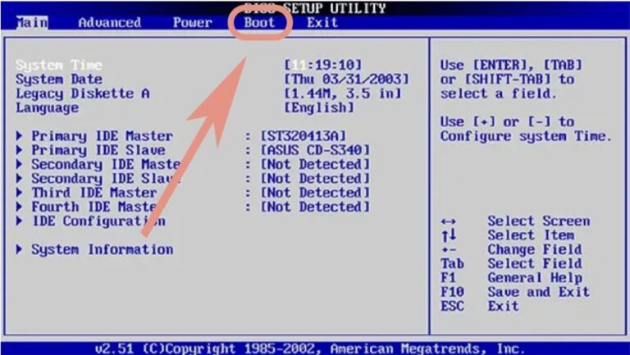 BIOS SETUP UTILITY
Main Advanced Power Boot Exit
System Time [11:19:10]
System Date [Thu 03/31/2003]
Legacy Diskette A [1.44M, 3.5 in]
Language [English]
Primary IDE Master : [ST320413A]
Primary IDE Slave : [ASUS CD-S340]
Secondary IDE Maste : [Not Detected]
Secondary IDE Slav : [Not Detected]
Third IDE Master : [Not Detected]
Fourth IDE Master : [Not Detected]
IDE Configuration
System Information
Use [ENTER], [TAB]
or [SHIFT-TAB] to
select a field.
Use [+] or [-] to
Configure system Time.
↔ Select Screen
↑↓ Select Item
+- Change Field
Tab Select Field
F1 General Help
F10 Save and Exit
ESC Exit
v2.51 (C)Copyright 1985-2002, American Megatrends, Inc.